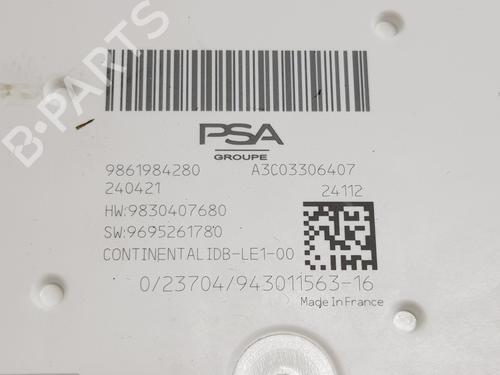 B-PARTS
PSA
GROUPE
9861984280 A3C03306407
240421 24112
HW:9830407680
SW:9695261780
CONTINENTAL IDB-LE1-00
0/23704/943011563-16
Made in France